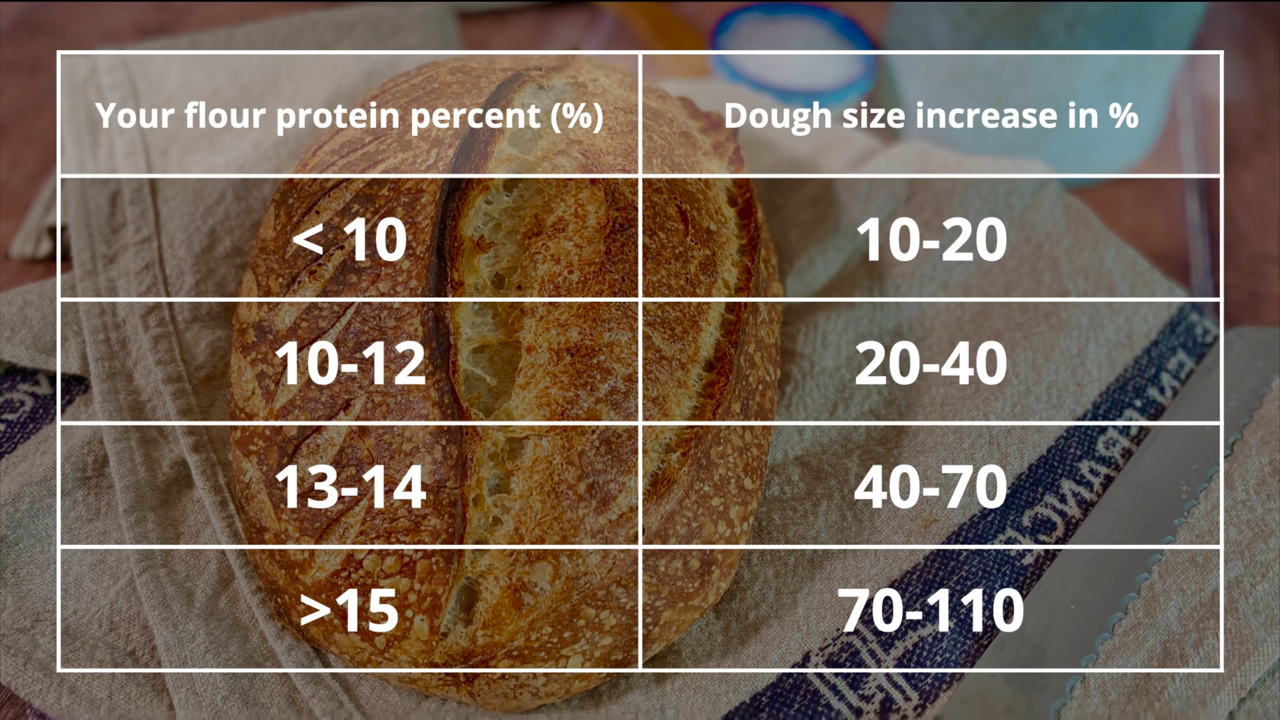 Your flour protein percent (%) Dough size increase in %
< 10 10-20
10-12 20-40
13-14 40-70
>15 70-110